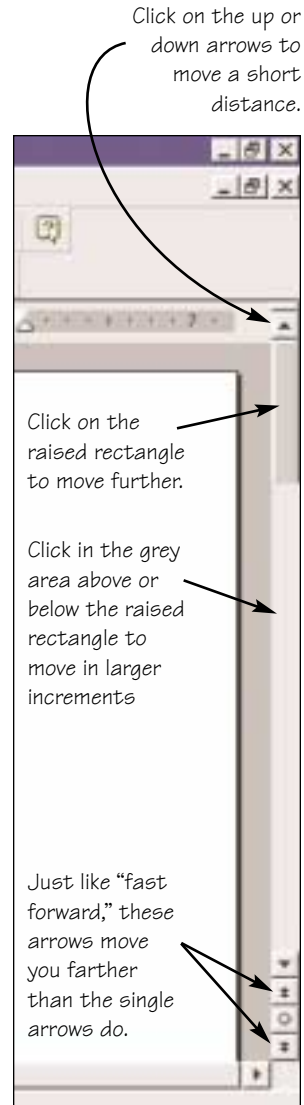 Click on the up or
down arrows to
move a short
distance.
7
Click on the
raised rectangle
to move further.
Click in the grey
area above or
below the raised
rectangle to
move in larger
increments
Just like “fast
forward,” these
arrows move
you farther
than the single
arrows do.